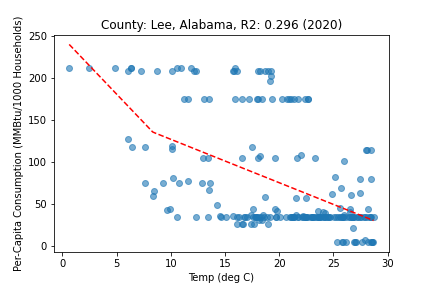 County: Lee, Alabama, R2: 0.296 (2020)
Per-Capita Consumption (MMBtu/1000 Households)
250
200
150
100
50
0
0 5 10 15 20 25 30
Temp (deg C)